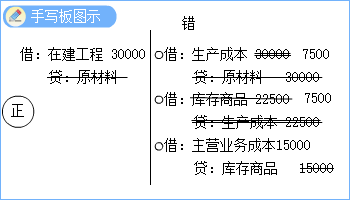 手写板图示
错
借：在建工程 30000
贷：原材料
正
借：生产成本 30000 7500
贷：原材料 30000
借：库存商品 22500 7500
贷：生产成本 22500
借：主营业务成本15000
贷：库存商品 15000